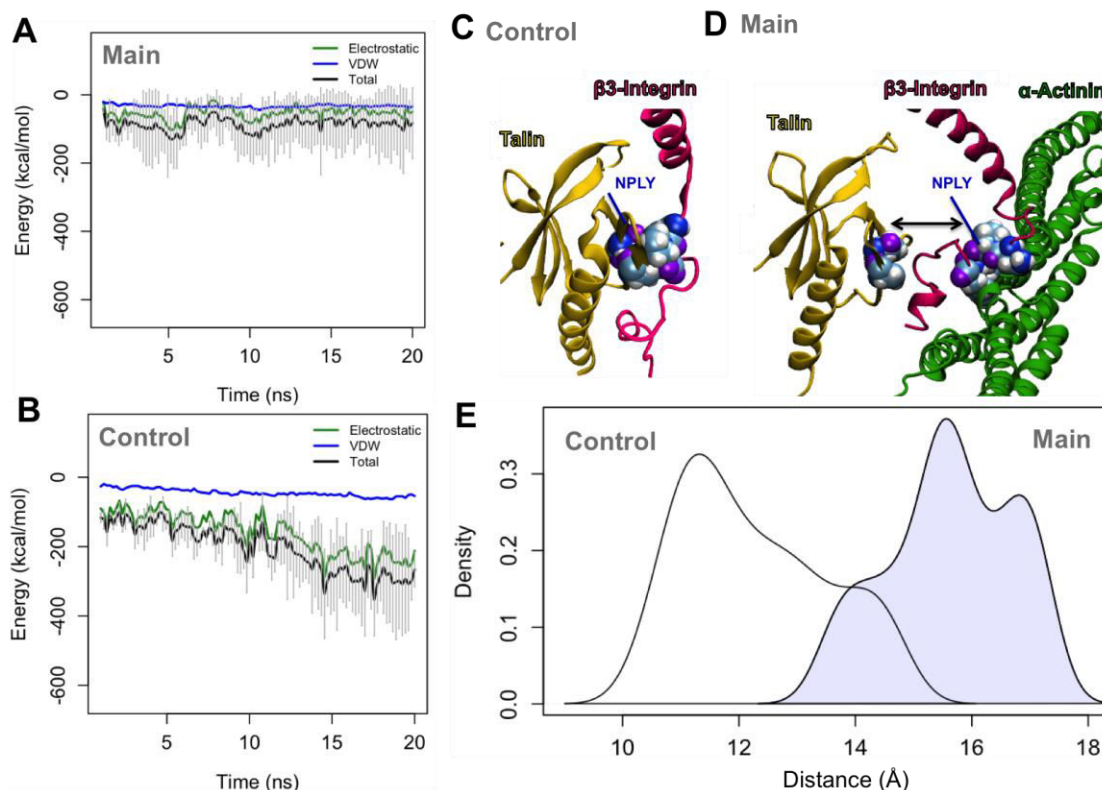 A
Main
Electrostatic
VDW
Total
Energy (kcal/mol)
0
-200
-400
-600
5
10
15
20
Time (ns)
B
Control
Electrostatic
VDW
Total
Energy (kcal/mol)
0
-200
-400
-600
5
10
15
20
Time (ns)
C Control
β3-Integrin
Talin
NPLY
D Main
β3-Integrin
α-Actinin
Talin
NPLY
E
Control
Main
Density
0.3
0.2
0.1
0.0
10
12
14
16
18
Distance (Å)